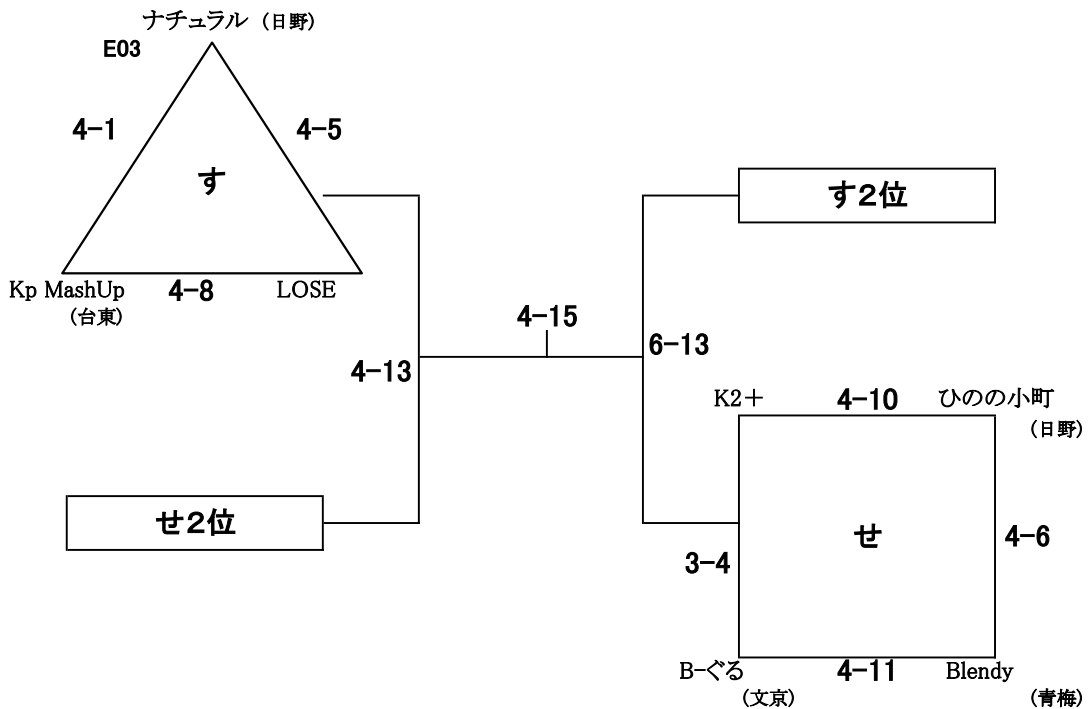 ナチュラル (日野)
E03
4-1
4-5
す
Kp MashUp
4-8
LOSE
(台東)
す2位
4-15
4-13
6-13
K2+
4-10
ひのの小町
(日野)
せ2位
せ
3-4
4-6
B-ぐる
4-11
Blendy
(文京)
(青梅)